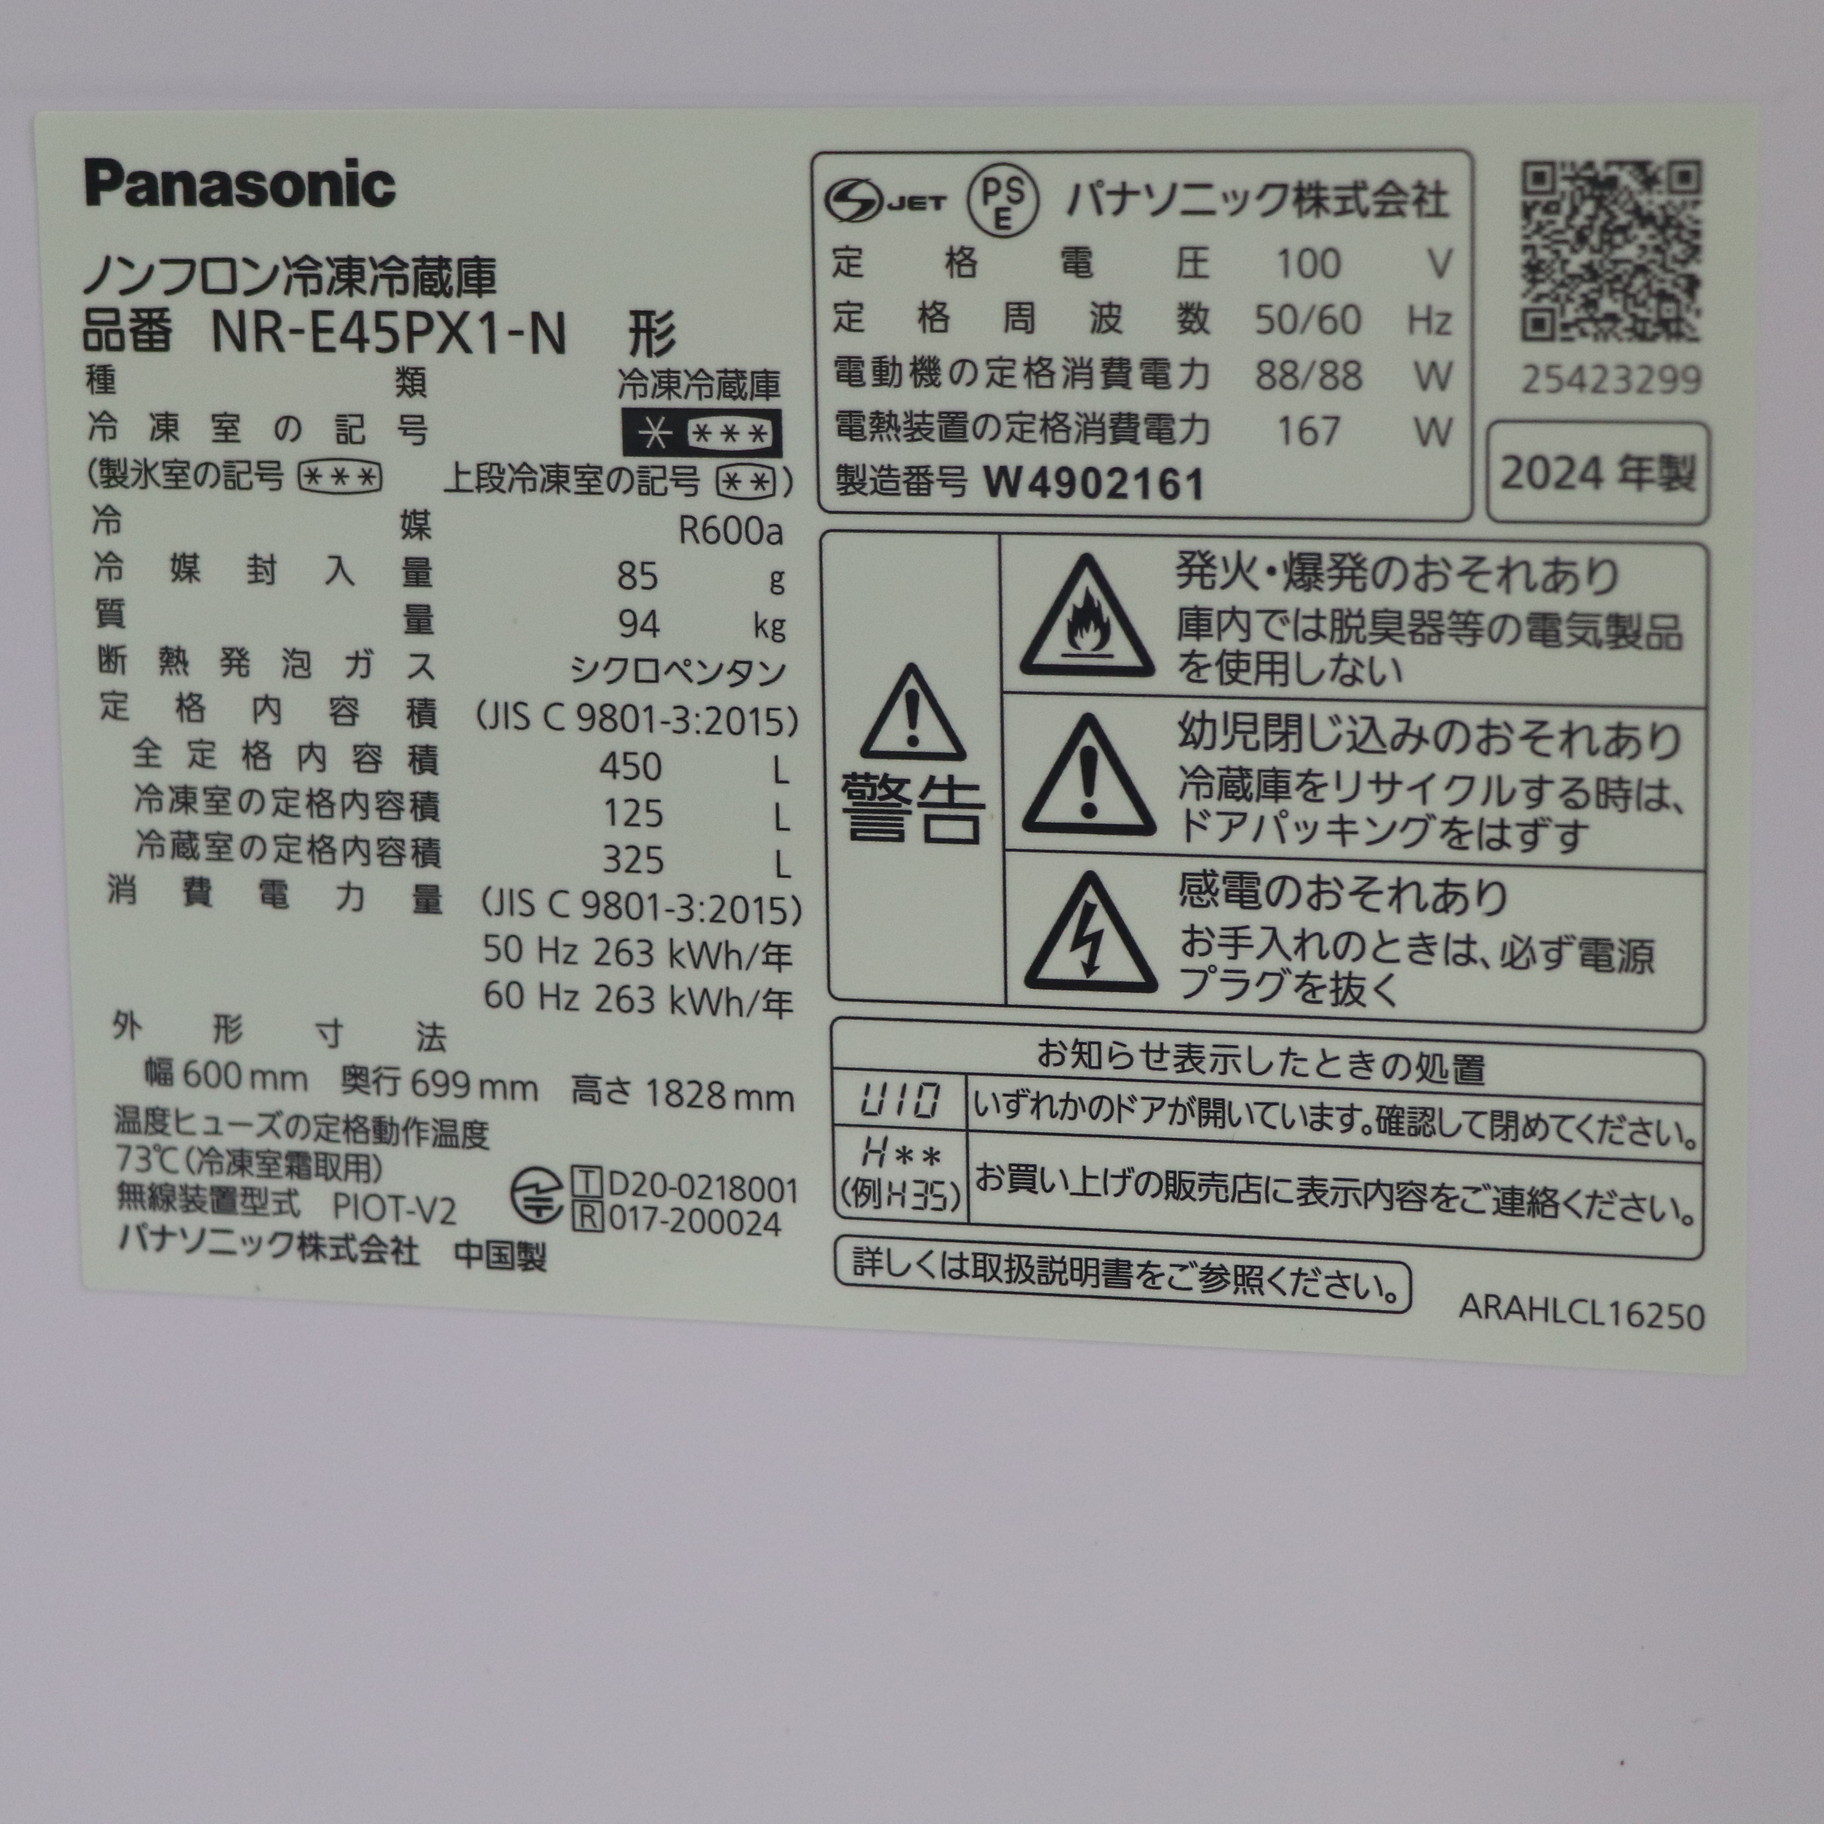 Panasonic
ノンフロン冷凍冷蔵庫
品番 NR-E45PX1-N 形
種類 冷凍冷蔵庫
冷凍室の記号 * ***
(製氷室の記号 *** 上段冷凍室の記号 **)
冷媒 R600a
冷媒封入量 85 g
質量 94 kg
断熱発泡ガス シクロペンタン
定格内容積 (JIS C 9801-3:2015)
全定格内容積 450 L
冷凍室の定格内容積 125 L
冷蔵室の定格内容積 325 L
消費電力量 (JIS C 9801-3:2015)
50 Hz 263 kWh/年
60 Hz 263 kWh/年
外形寸法
幅 600 mm 奥行 699 mm 高さ 1828 mm
温度ヒューズの定格動作温度
73℃(冷凍室霜取用)
無線装置型式 PIOT-V2
T D20-0218001
R 017-200024
パナソニック株式会社 中国製
S JET PSE パナソニック株式会社
定格電圧 100 V
定格周波数 50/60 Hz
電動機の定格消費電力 88/88 W
電熱装置の定格消費電力 167 W
製造番号 W4902161
25423299
2024 年製
警告
発火・爆発のおそれあり
庫内では脱臭器等の電気製品
を使用しない
幼児閉じ込みのおそれあり
冷蔵庫をリサイクルする時は、
ドアパッキングをはずす
感電のおそれあり
お手入れのときは、必ず電源
プラグを抜く
お知らせ表示したときの処置
U10 いずれかのドアが開いています。確認して閉めてください。
H** (例H35) お買い上げの販売店に表示内容をご連絡ください。
詳しくは取扱説明書をご参照ください。
ARAHLCL16250